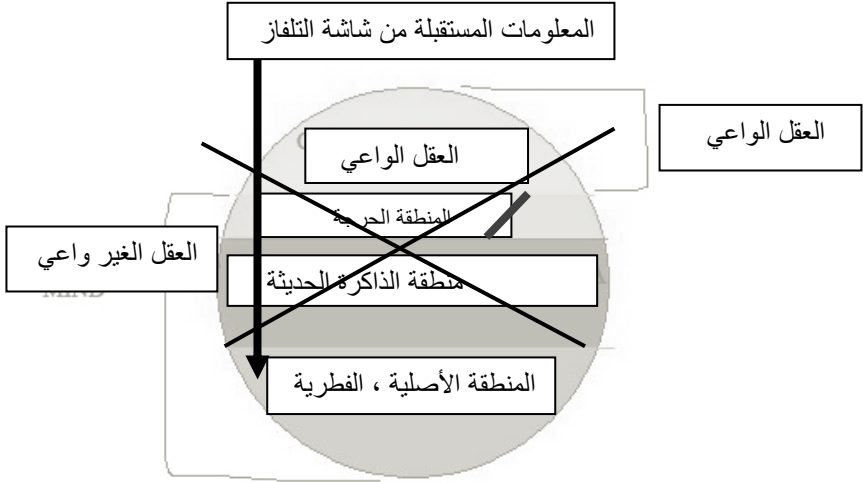 المعلومات المستقبلة من شاشة التلفاز
العقل الواعي
العقل الواعي
المنطقة الحرجة
العقل الغير واعي
منطقة الذاكرة الحديثة
MIND
المنطقة الأصلية ، الفطرية